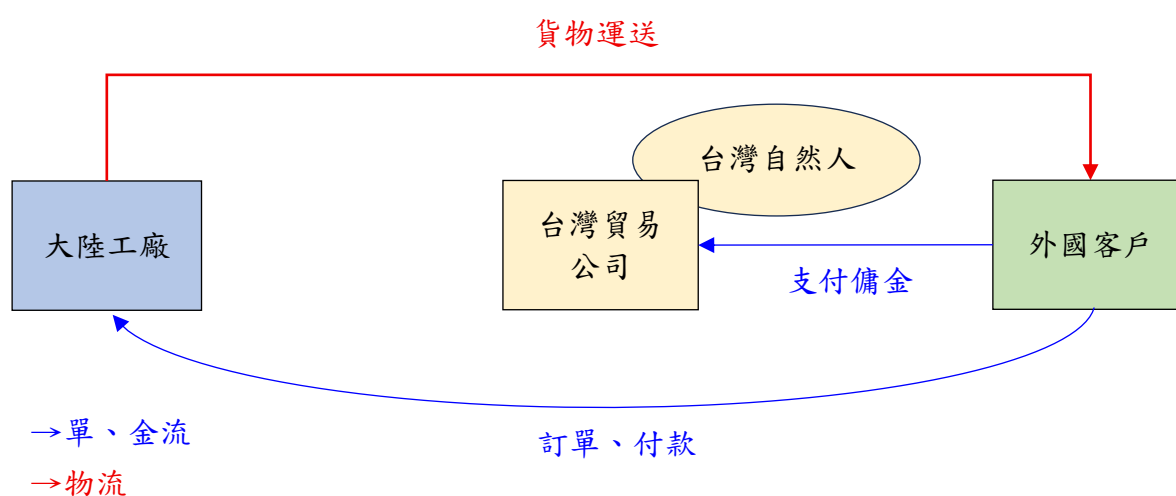 貨物運送
台灣自然人
大陸工廠
台灣貿易
公司
外國客戶
支付傭金
→單、金流
訂單、付款
→物流